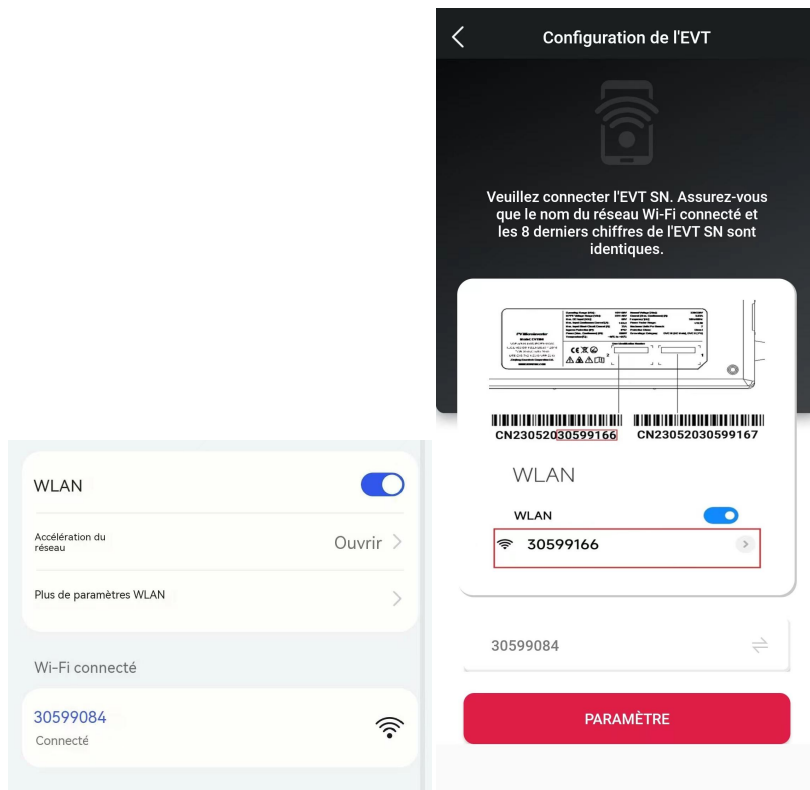 WLAN
Accélération du
réseau
Ouvrir
Plus de paramètres WLAN
Wi-Fi connecté
30599084
Connecté
Configuration de l'EVT
Veuillez connecter l'EVT SN. Assurez-vous
que le nom du réseau Wi-Fi connecté et
les 8 derniers chiffres de l'EVT SN sont
identiques.
PV Microinverter
CN23052030599166
CN23052030599167
WLAN
WLAN
30599166
30599084
PARAMÈTRE